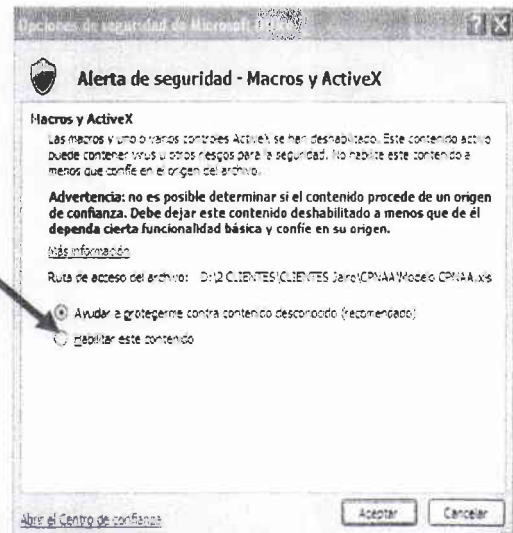 Opciones de seguridad de Microsoft
Alerta de seguridad - Macros y ActiveX
Macros y ActiveX
Las macros y uno o varios controles ActiveX se han deshabilitado. Este contenido activo
puede contener virus u otros riesgos para la seguridad. No habilite este contenido a
menos que confíe en el origen del archivo.
Advertencia: no es posible determinar si el contenido procede de un origen
de confianza. Debe dejar este contenido deshabilitado a menos que de él
dependa cierta funcionalidad básica y confíe en su origen.
Más información
Ruta de acceso del archivo: D:\2 CLIENTES\CLIENTES Jairo\CPNAA\Modelo CPNAA.xls
Ayudar a protegerme contra contenido desconocido (recomendado)
Habilitar este contenido
Abrir el Centro de confianza
Aceptar
Cancelar